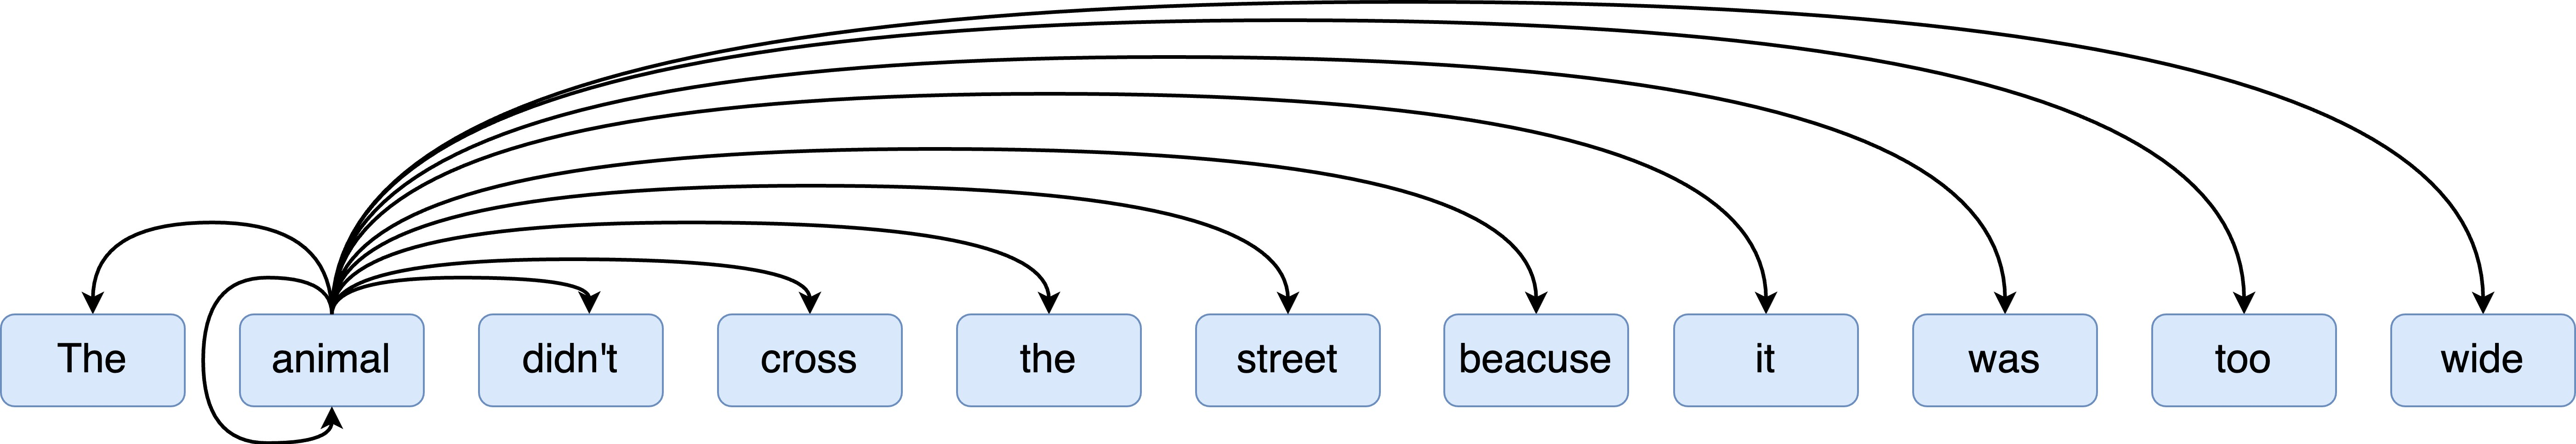 The animal didn't cross the street beacuse it was too wide